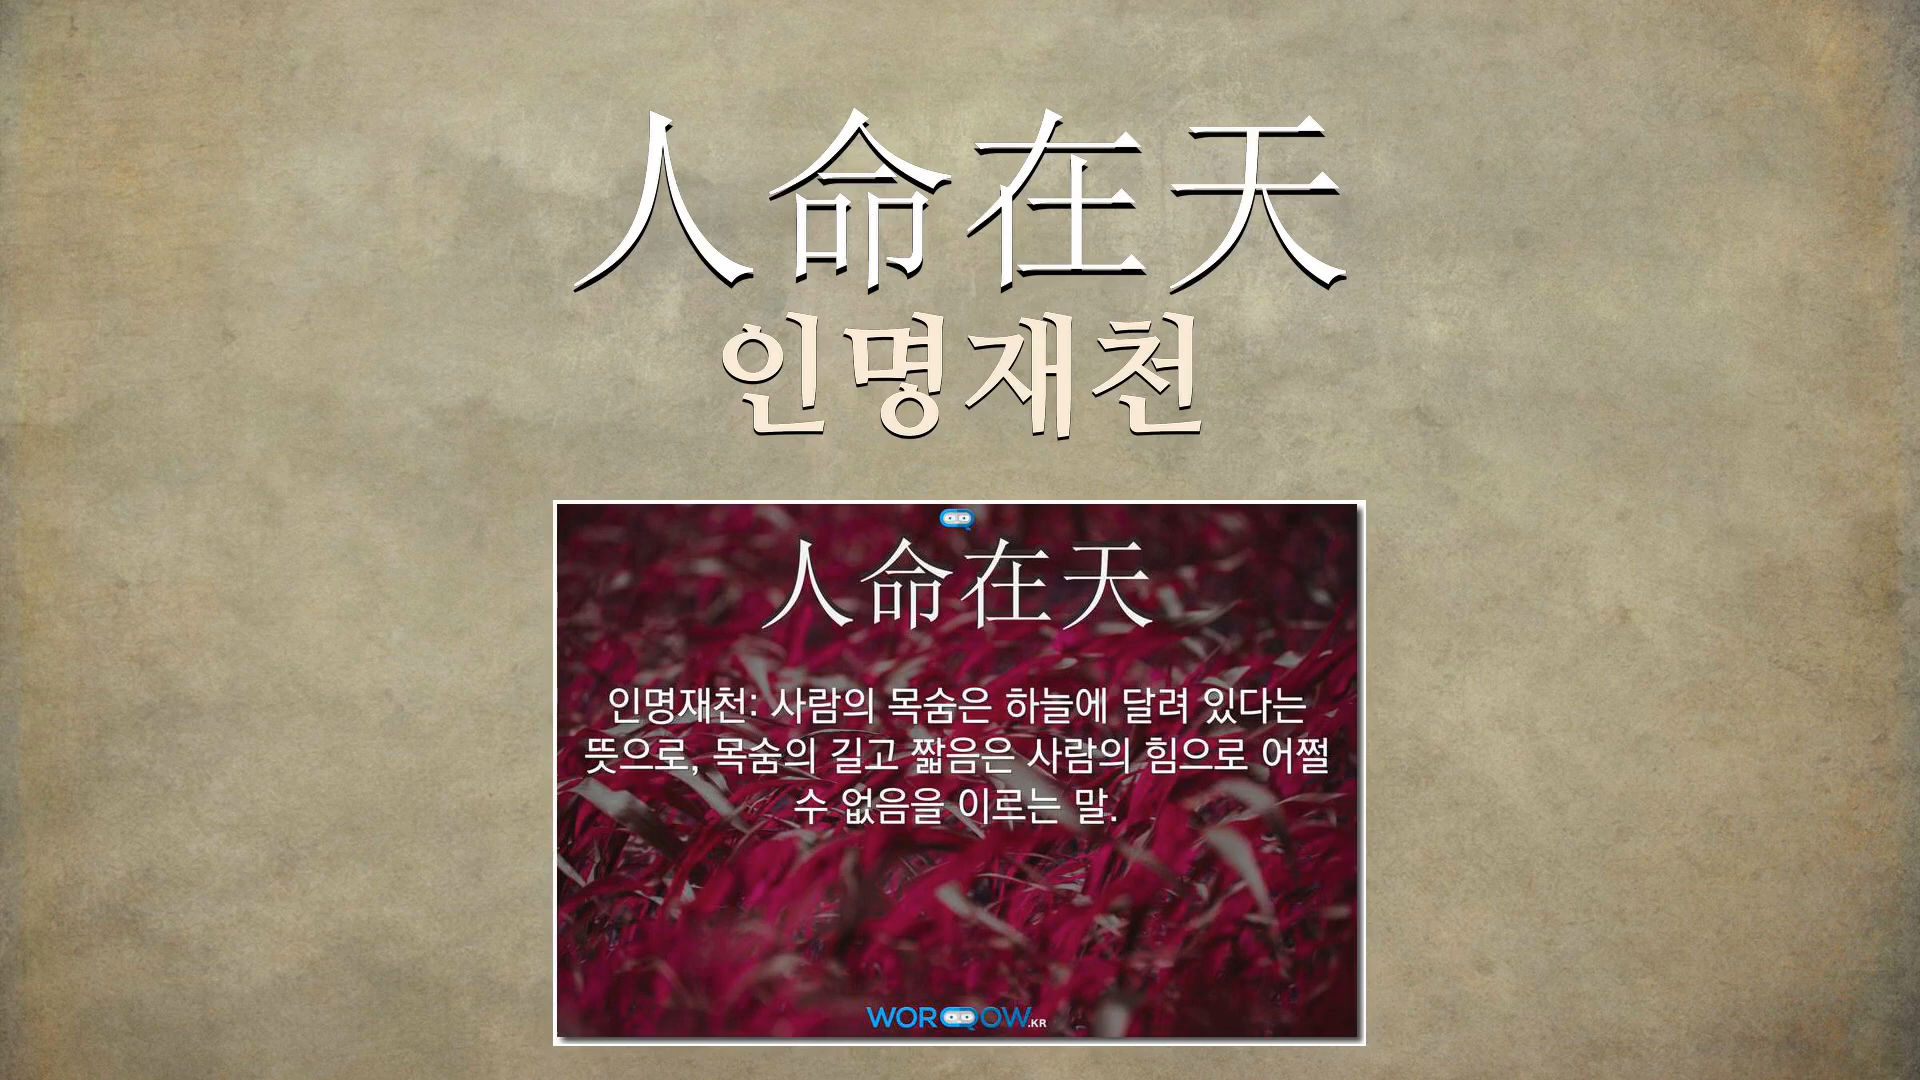 人命在天
인명재천
人命在天
인명재천: 사람의 목숨은 하늘에 달려 있다는
뜻으로, 목숨의 길고 짧음은 사람의 힘으로 어쩔
수 없음을 이르는 말.
WORQOW.KR